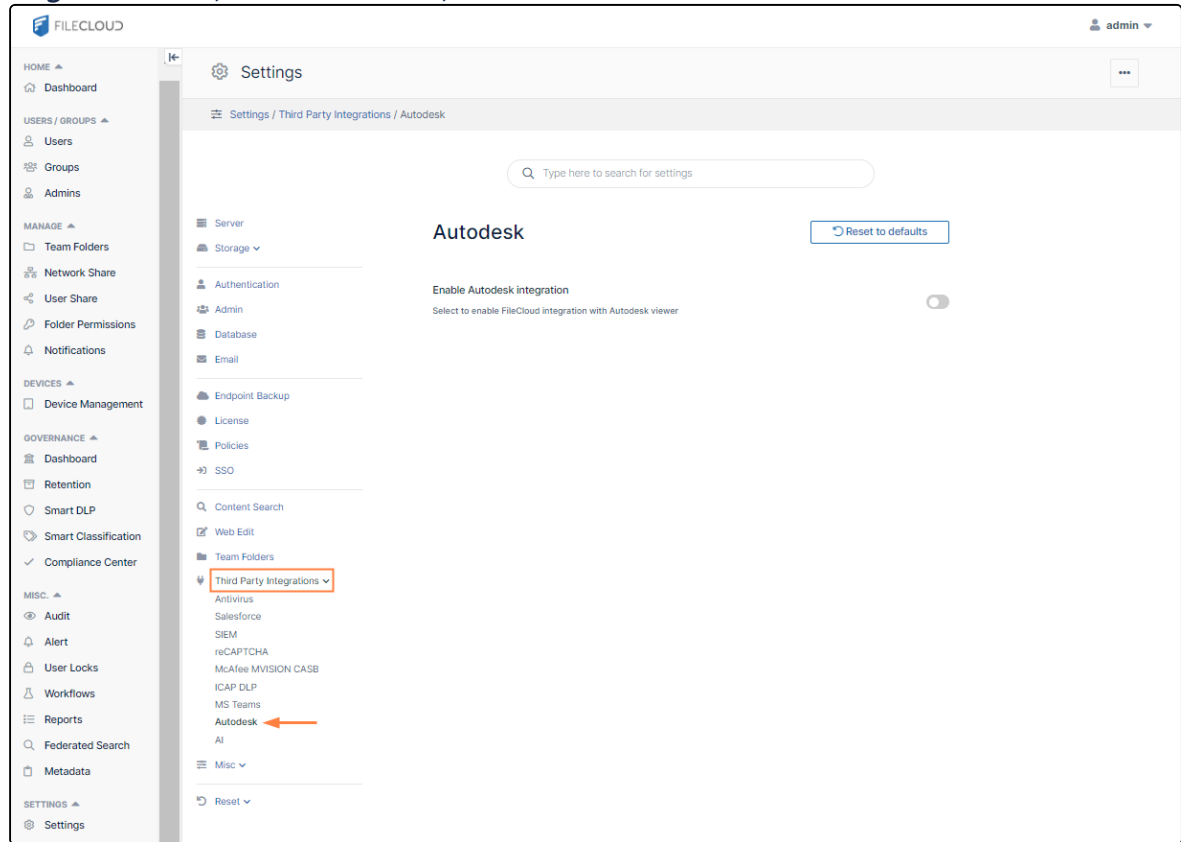 FILECLOUD
admin
HOME
Dashboard
USERS / GROUPS
Users
Groups
Admins
MANAGE
Team Folders
Network Share
User Share
Folder Permissions
Notifications
DEVICES
Device Management
GOVERNANCE
Dashboard
Retention
Smart DLP
Smart Classification
Compliance Center
MISC.
Audit
Alert
User Locks
Workflows
Reports
Federated Search
Metadata
SETTINGS
Settings
Settings
Settings / Third Party Integrations / Autodesk
Type here to search for settings
Server
Storage
Authentication
Admin
Database
Email
Endpoint Backup
License
Policies
SSO
Content Search
Web Edit
Team Folders
Third Party Integrations
Antivirus
Salesforce
SIEM
reCAPTCHA
McAfee MVISION CASB
ICAP DLP
MS Teams
Autodesk
AI
Misc
Reset
Autodesk
Reset to defaults
Enable Autodesk integration
Select to enable FileCloud integration with Autodesk viewer